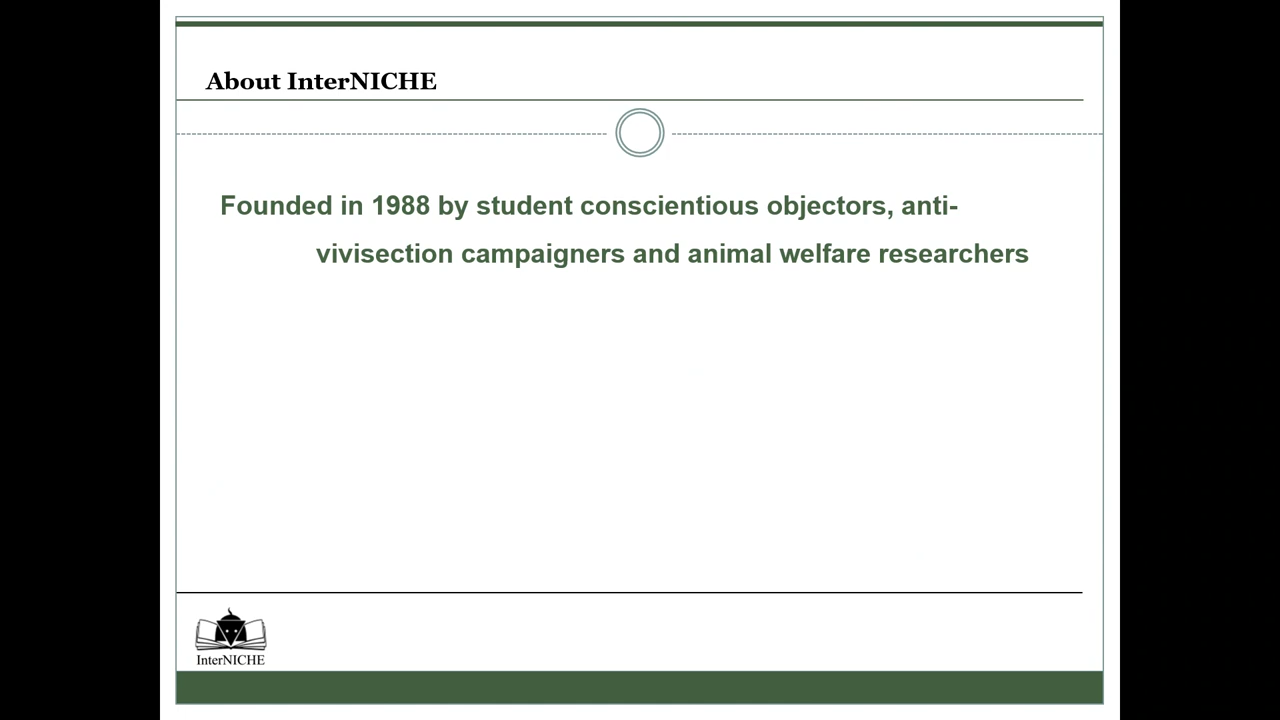 About InterNICHE
Founded in 1988 by student conscientious objectors, anti-
vivisection campaigners and animal welfare researchers
InterNICHE